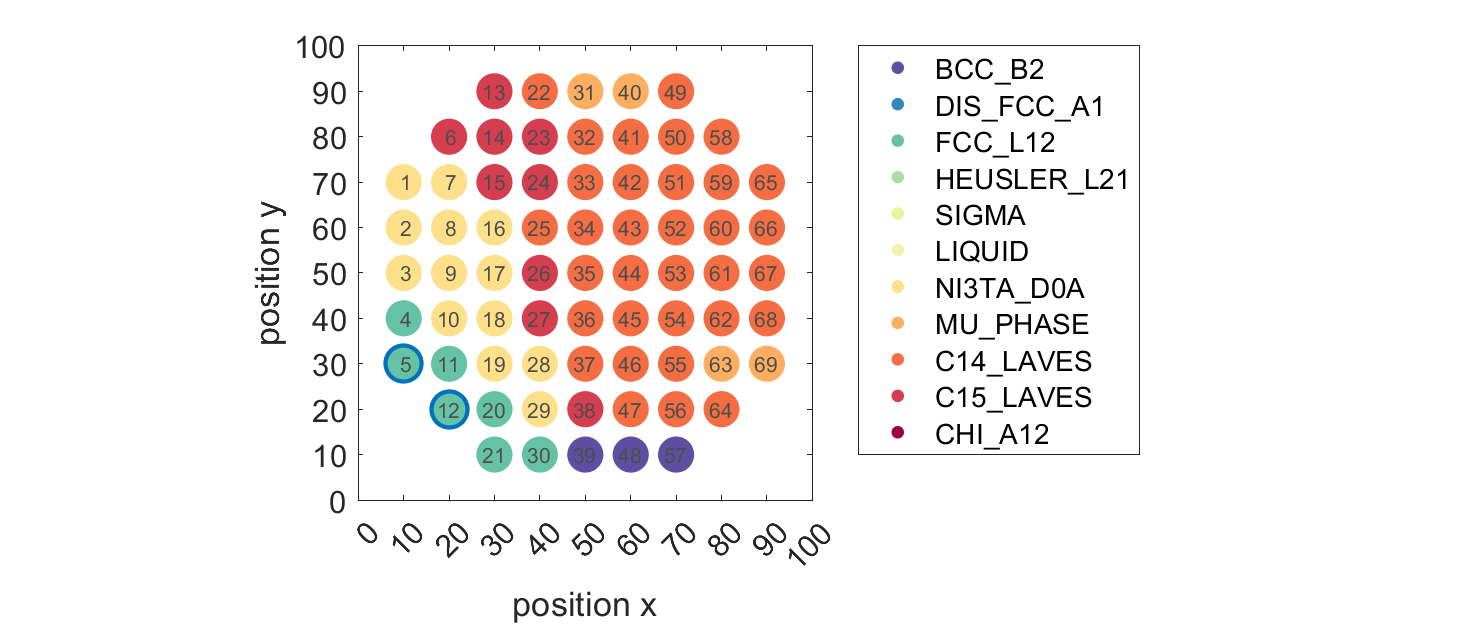 100
90 13 22 31 40 49
80 6 14 23 32 41 50 58
70 1 7 15 24 33 42 51 59 65
60 2 8 16 25 34 43 52 60 66
50 3 9 17 26 35 44 53 61 67
40 4 10 18 27 36 45 54 62 68
30 5 11 19 28 37 46 55 63 69
20 12 20 29 38 47 56 64
10 21 30 39 48 57
0
0 10 20 30 40 50 60 70 80 90 100
position x
position y
BCC_B2
DIS_FCC_A1
FCC_L12
HEUSLER_L21
SIGMA
LIQUID
NI3TA_D0A
MU_PHASE
C14_LAVES
C15_LAVES
CHI_A12